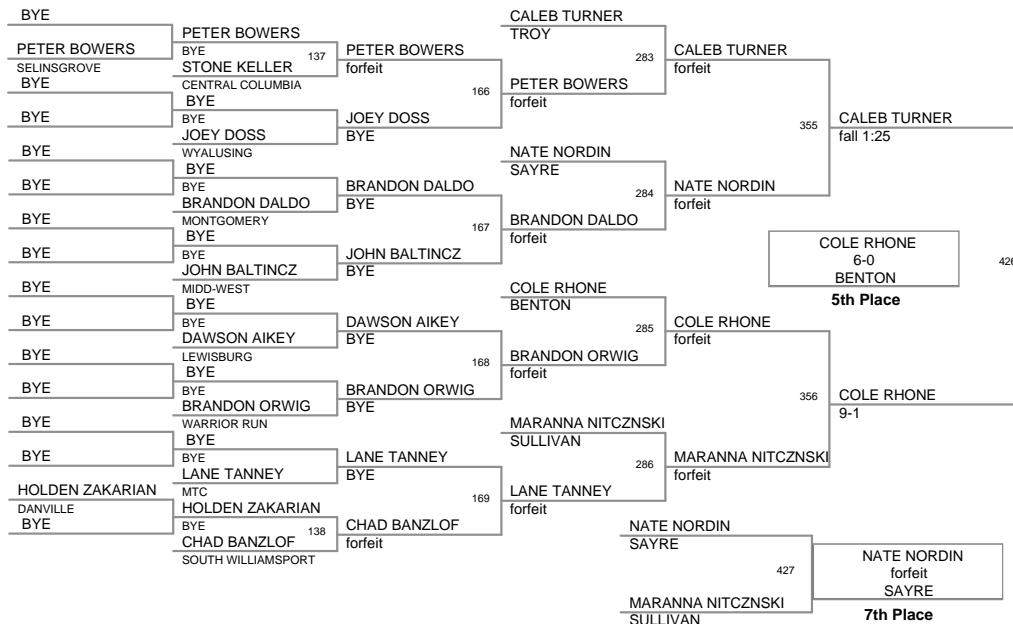 BYE
PETER BOWERS
SELINSGROVE
BYE
BYE
BYE
BYE
BYE
BYE
BYE
BYE
BYE
BYE
BYE
BYE
HOLDEN ZAKARIAN
DANVILLE
BYE
PETER BOWERS
BYE
137
STONE KELLER
CENTRAL COLUMBIA
BYE
BYE
JOEY DOSS
WYALUSING
BYE
BYE
BRANDON DALDO
MONTGOMERY
BYE
BYE
JOHN BALTINCZ
MIDD-WEST
BYE
BYE
DAWSON AIKEY
LEWISBURG
BYE
BYE
BRANDON ORWIG
WARRIOR RUN
BYE
BYE
LANE TANNEY
MTC
HOLDEN ZAKARIAN
BYE
138
CHAD BANZLOF
SOUTH WILLIAMSPORT
PETER BOWERS
forfeit
166
JOEY DOSS
BYE
BRANDON DALDO
BYE
167
JOHN BALTINCZ
BYE
DAWSON AIKEY
BYE
168
BRANDON ORWIG
BYE
LANE TANNEY
BYE
169
CHAD BANZLOF
forfeit
CALEB TURNER
TROY
283
PETER BOWERS
forfeit
NATE NORDIN
SAYRE
284
BRANDON DALDO
forfeit
COLE RHONE
BENTON
285
BRANDON ORWIG
forfeit
MARANNA NITCZNSKI
SULLIVAN
286
LANE TANNEY
forfeit
CALEB TURNER
forfeit
355
NATE NORDIN
forfeit
COLE RHONE
forfeit
356
MARANNA NITCZNSKI
forfeit
CALEB TURNER
fall 1:25
COLE RHONE
6-0
BENTON
5th Place
426
COLE RHONE
9-1
NATE NORDIN
SAYRE
427
MARANNA NITCZNSKI
SULLIVAN
NATE NORDIN
forfeit
SAYRE
7th Place